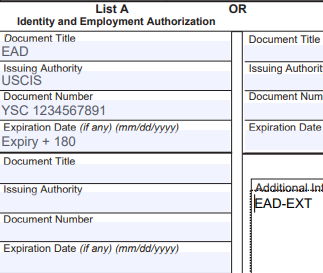 List A
OR
Identity and Employment Authorization
Document Title
EAD
Issuing Authority
USCIS
Document Number
YSC 1234567891
Expiration Date (if any) (mm/dd/yyyy)
Expiry + 180
Document Title
Issuing Authority
Document Number
Expiration Date (if any) (mm/dd/yyyy)
Document Title
Issuing Authorit
Document Num
Expiration Date
Additional Inf
EAD-EXT